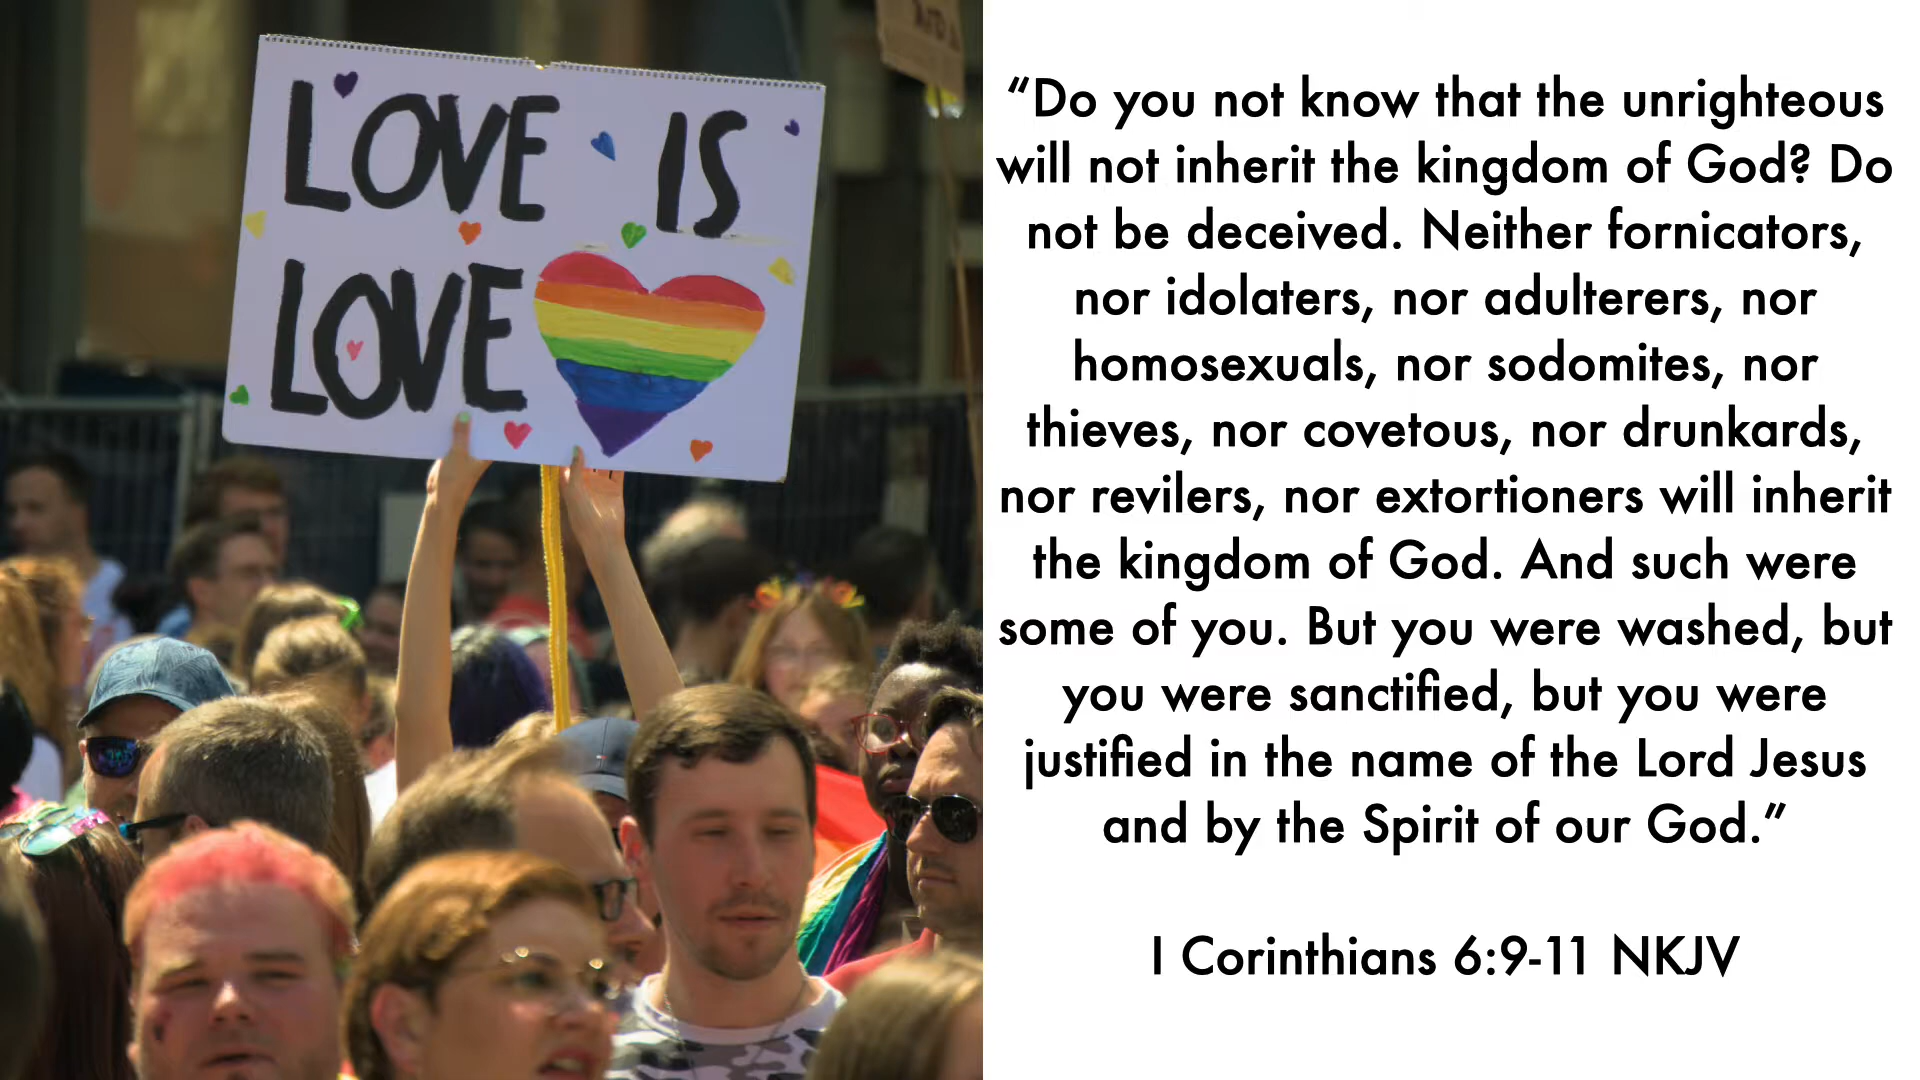 LOVE IS
LOVE
“Do you not know that the unrighteous
will not inherit the kingdom of God? Do
not be deceived. Neither fornicators,
nor idolaters, nor adulterers, nor
homosexuals, nor sodomites, nor
thieves, nor covetous, nor drunkards,
nor revilers, nor extortioners will inherit
the kingdom of God. And such were
some of you. But you were washed, but
you were sanctified, but you were
justified in the name of the Lord Jesus
and by the Spirit of our God.”
I Corinthians 6:9-11 NKJV